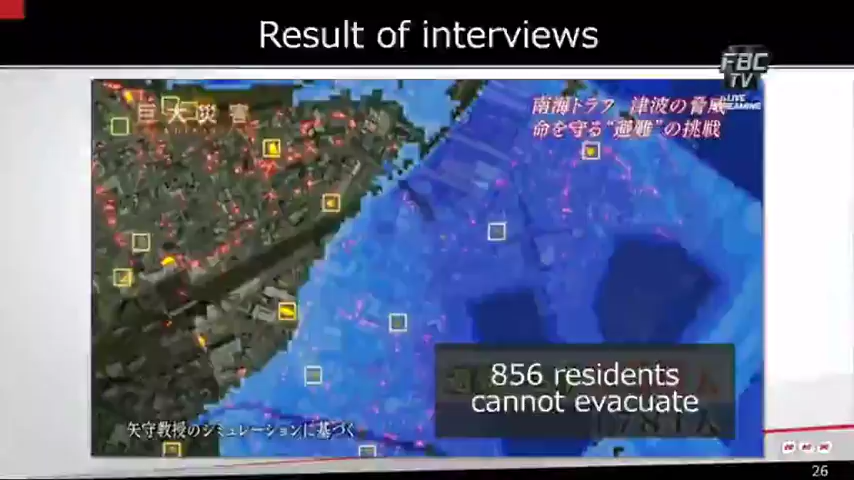 Result of interviews
FBC
TV
LIVE
STREAMING
巨大災害
南海トラフ 津波の脅威
命を守る“避難”の挑戦
856 residents
cannot evacuate
矢守教授のシミュレーションに基づく
26